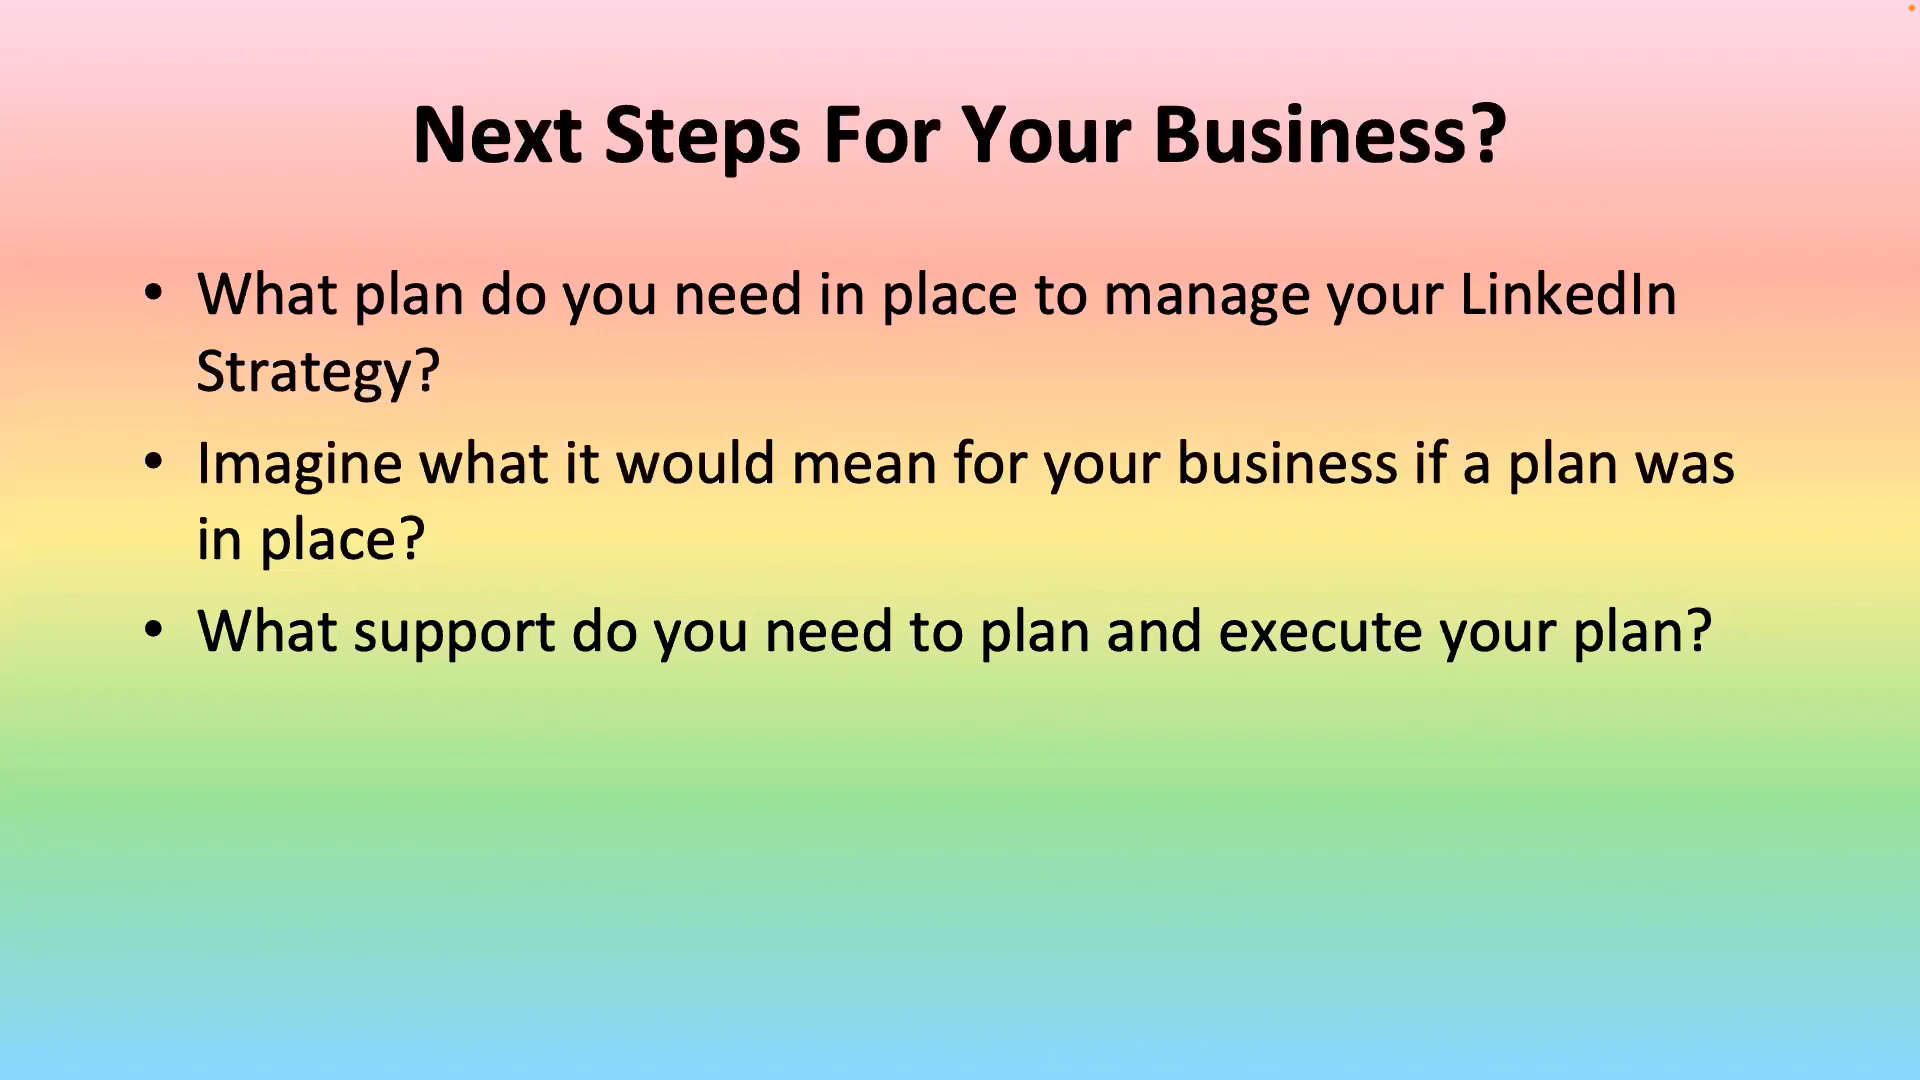 Next Steps For Your Business?
• What plan do you need in place to manage your LinkedIn
Strategy?
• Imagine what it would mean for your business if a plan was
in place?
• What support do you need to plan and execute your plan?